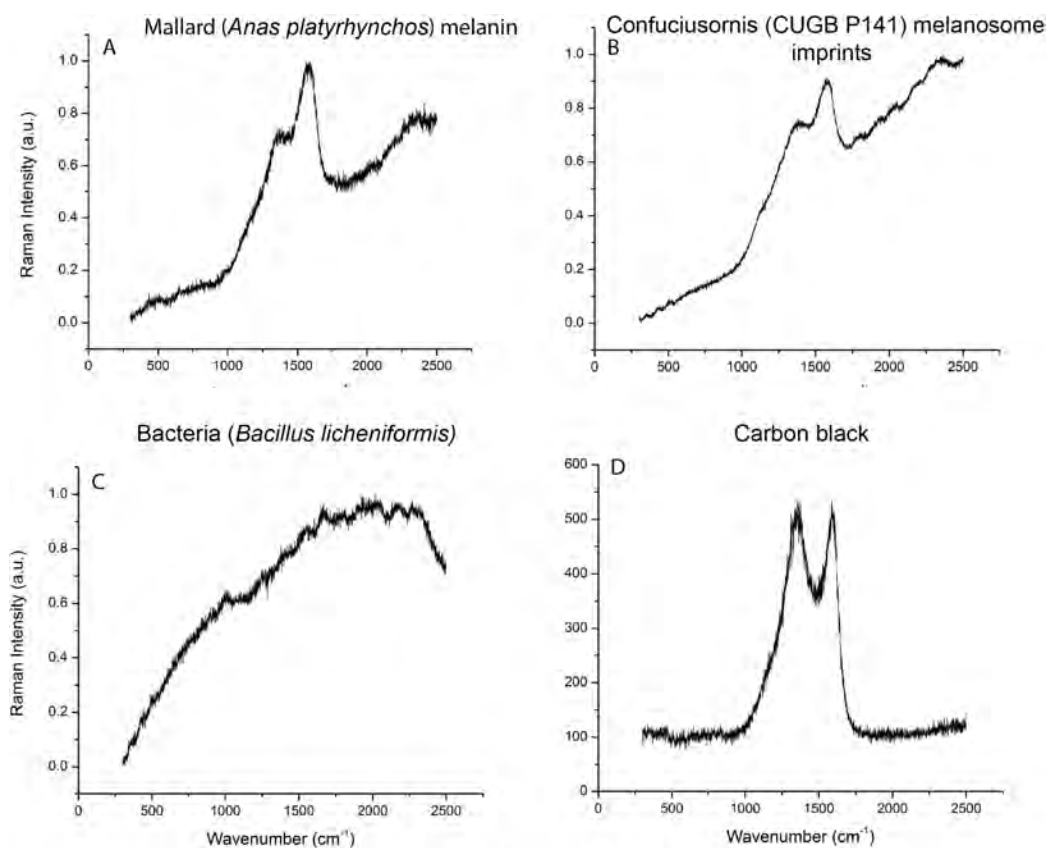 A
Mallard (Anas platyrhynchos) melanin
Raman Intensity (a.u.)
1.0
0.8
0.6
0.4
0.2
0.0
0 500 1000 1500 2000 2500
B
Confuciusornis (CUGB P141) melanosome
imprints
1.0
0.8
0.6
0.4
0.2
0.0
0 500 1000 1500 2000 2500
Bacteria (Bacillus licheniformis)
C
Raman Intensity (a.u.)
1.0
0.8
0.6
0.4
0.2
0.0
0 500 1000 1500 2000 2500
Wavenumber (cm-1)
Carbon black
D
600
500
400
300
200
100
0
0 500 1000 1500 2000 2500
Wavenumber (cm-1)